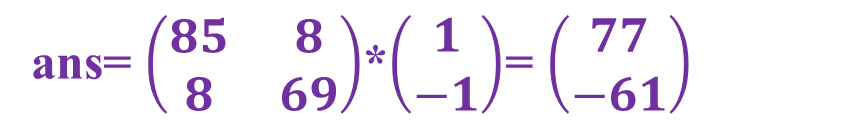 ans= (85 8
8 69) * (1
−1) = (77
−61)